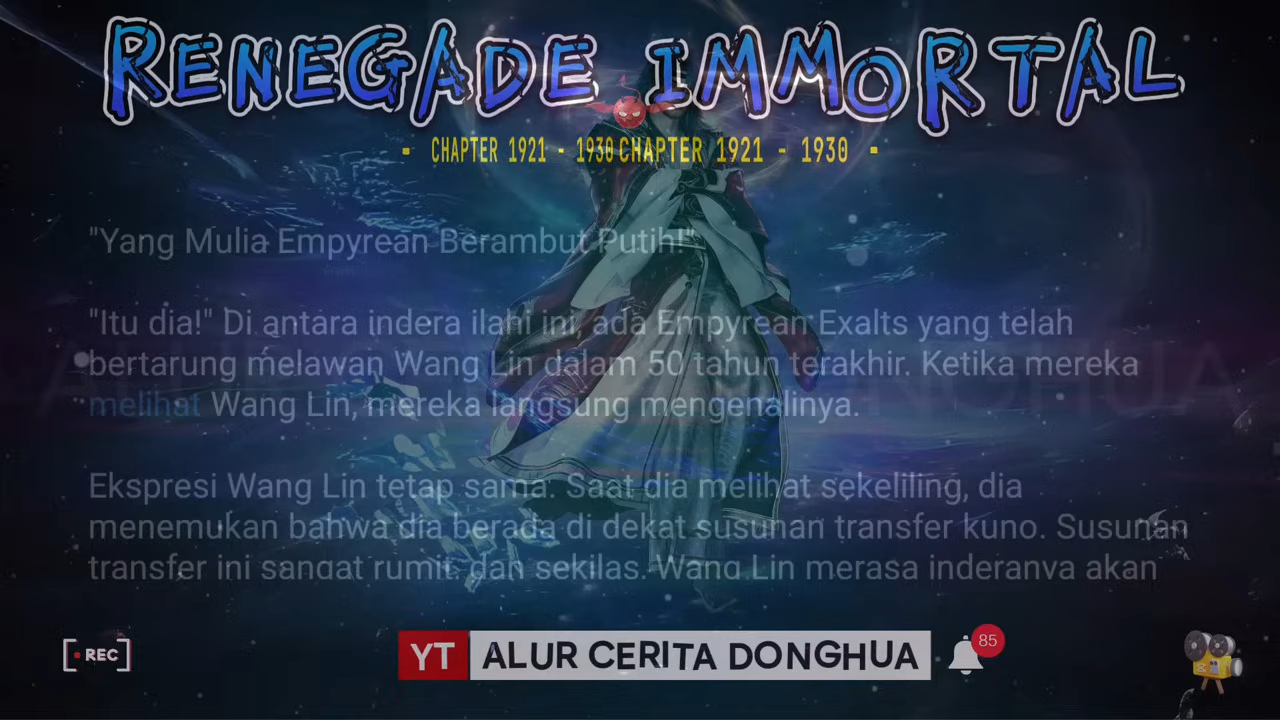 RENEGADE IMMORTAL
- CHAPTER 1921 - 1930 CHAPTER 1921 - 1930 -
"Yang Mulia Empyrean Berambut Putih!"
"Itu dia!" Di antara indera ilahi ini, ada Empyrean Exalts yang telah
bertarung melawan Wang Lin dalam 50 tahun terakhir. Ketika mereka
melihat Wang Lin, mereka langsung mengenalinya.
Ekspresi Wang Lin tetap sama. Saat dia melihat sekeliling, dia
menemukan bahwa dia berada di dekat susunan transfer kuno. Susunan
transfer ini sangat rumit, dan sekilas. Wang Lin merasa inderanya akan
REC
YT ALUR CERITA DONGHUA
85